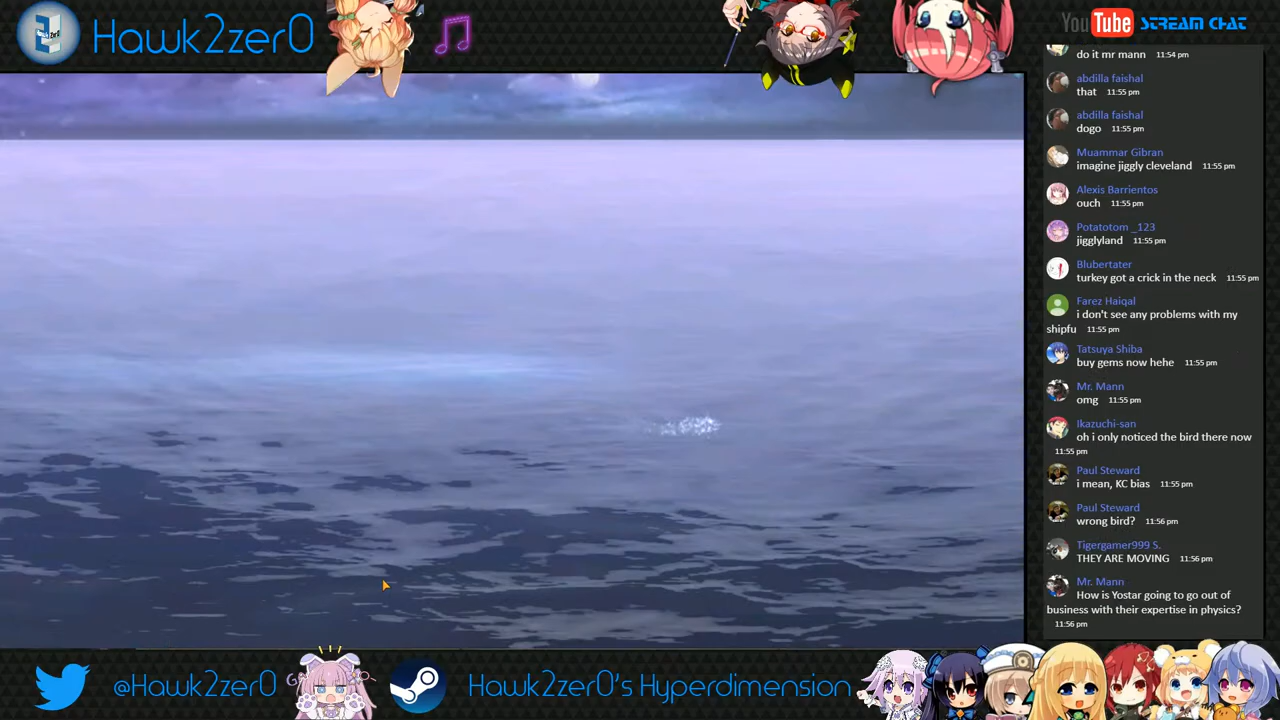 Hawk2zer0
YouTube STREAM CHAT
do it mr mann 11:54 pm
abdilla faishal
that 11:55 pm
abdilla faishal
dogo 11:55 pm
Muammar Gibran
imagine jiggly cleveland 11:55 pm
Alexis Barrientos
ouch 11:55 pm
Potatotom _123
jigglyland 11:55 pm
Blubertater
turkey got a crick in the neck 11:55 pm
Farez Haiqal
i don't see any problems with my
shipfu 11:55 pm
Tatsuya Shiba
buy gems now hehe 11:55 pm
Mr. Mann
omg 11:55 pm
Ikazuchi-san
oh i only noticed the bird there now
11:55 pm
Paul Steward
i mean, KC bias 11:55 pm
Paul Steward
wrong bird? 11:56 pm
Tigergamer999 S.
THEY ARE MOVING 11:56 pm
Mr. Mann
How is Yostar going to go out of
business with their expertise in physics?
11:56 pm
@Hawk2zer0
Hawk2zer0's Hyperdimension